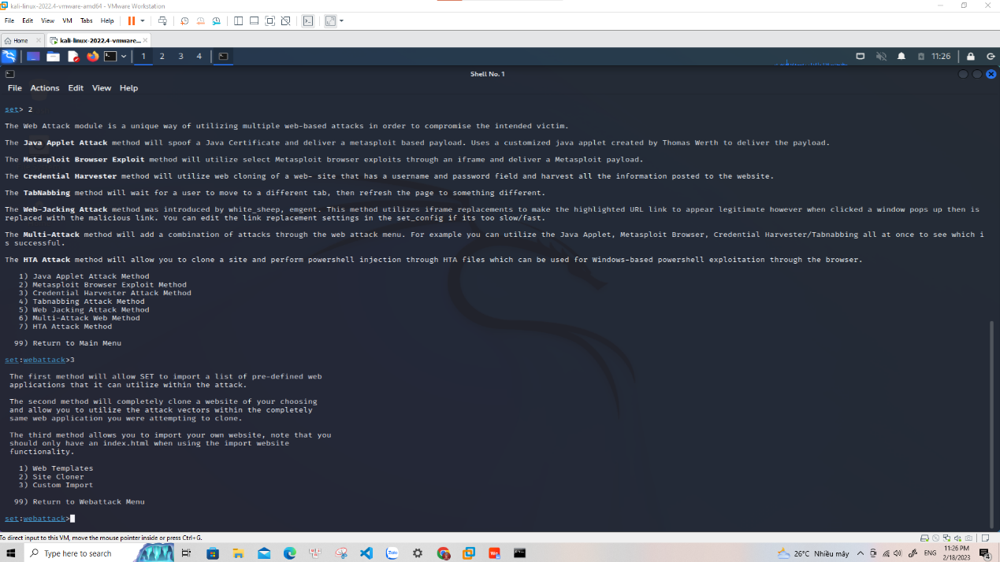 kali-linux-2022.4-vmware-amd64 - VMware Workstation
File Edit View VM Tabs Help
Home kali-linux-2022.4-vmware...
1 2 3 4 11:26
Shell No. 1
File Actions Edit View Help
set> 2
The Web Attack module is a unique way of utilizing multiple web-based attacks in order to compromise the intended victim.
The Java Applet Attack method will spoof a Java Certificate and deliver a metasploit based payload. Uses a customized java applet created by Thomas Werth to deliver the payload.
The Metasploit Browser Exploit method will utilize select Metasploit browser exploits through an iframe and deliver a Metasploit payload.
The Credential Harvester method will utilize web cloning of a web- site that has a username and password field and harvest all the information posted to the website.
The TabNabbing method will wait for a user to move to a different tab, then refresh the page to something different.
The Web-Jacking Attack method was introduced by white_sheep, emgent. This method utilizes iframe replacements to make the highlighted URL link to appear legitimate however when clicked a window pops up then is
replaced with the malicious link. You can edit the link replacement settings in the set_config if its too slow/fast.
The Multi-Attack method will add a combination of attacks through the web attack menu. For example you can utilize the Java Applet, Metasploit Browser, Credential Harvester/Tabnabbing all at once to see which i
s successful.
The HTA Attack method will allow you to clone a site and perform powershell injection through HTA files which can be used for Windows-based powershell exploitation through the browser.
1) Java Applet Attack Method
2) Metasploit Browser Exploit Method
3) Credential Harvester Attack Method
4) Tabnabbing Attack Method
5) Web Jacking Attack Method
6) Multi-Attack Web Method
7) HTA Attack Method
99) Return to Main Menu
set:webattack>3
The first method will allow SET to import a list of pre-defined web
applications that it can utilize within the attack.
The second method will completely clone a website of your choosing
and allow you to utilize the attack vectors within the completely
same web application you were attempting to clone.
The third method allows you to import your own website, note that you
should only have an index.html when using the import website
functionality.
1) Web Templates
2) Site Cloner
3) Custom Import
99) Return to Webattack Menu
set:webattack>
To direct input to this VM, move the mouse pointer inside or press Ctrl+G.
Type here to search Zalo 26°C Nhiều mây ENG 11:26 PM
2/18/2023 4